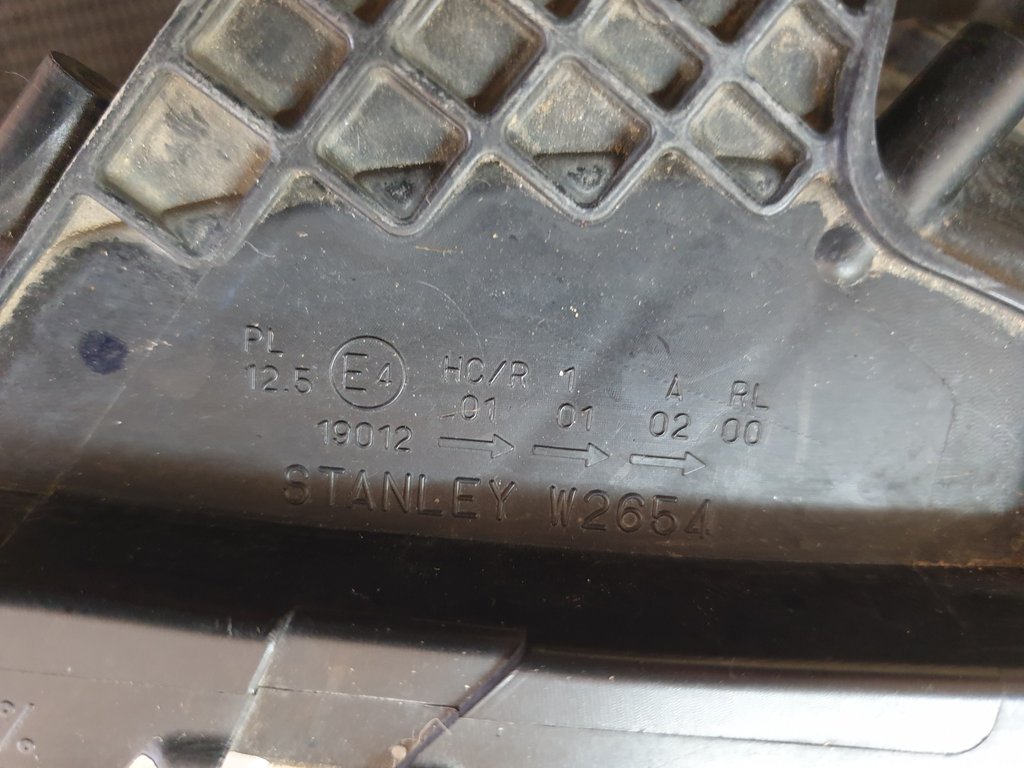 PL HC/R 1 A RL
12.5 E4 01 01 02 00
19012 → → →
STANLEY W2654